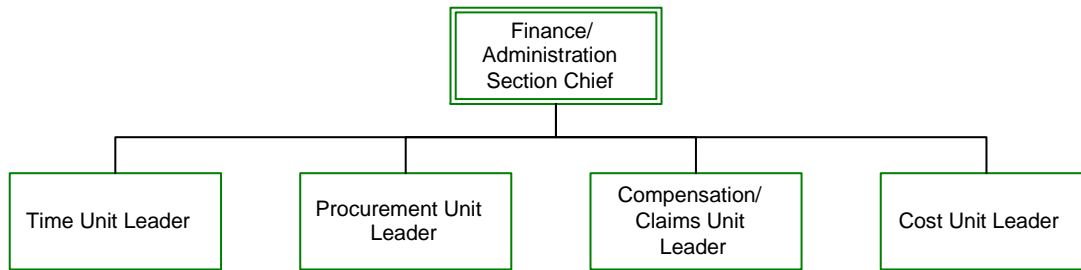 Finance/
Administration
Section Chief
Time Unit Leader
Procurement Unit
Leader
Compensation/
Claims Unit
Leader
Cost Unit Leader